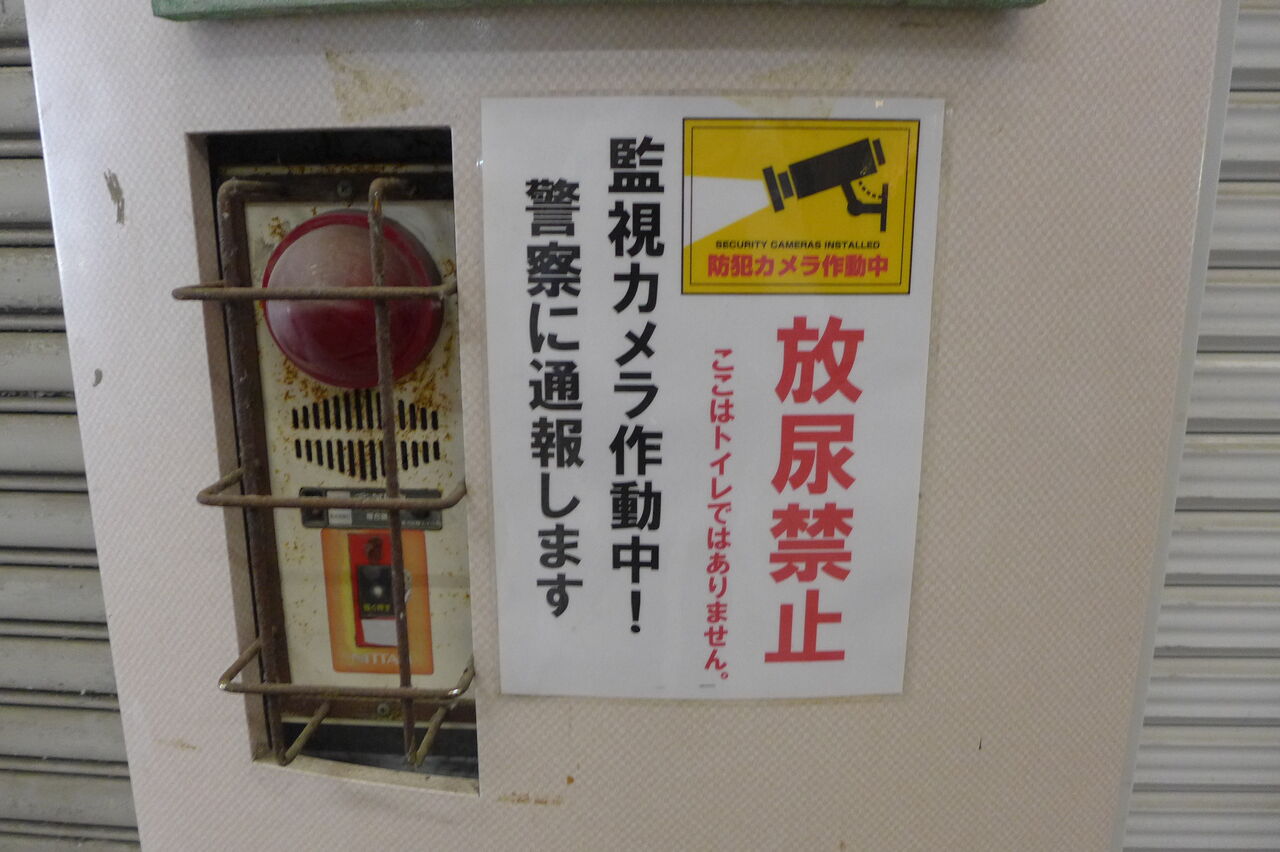 SECURITY CAMERAS INSTALLED
防犯カメラ作動中
放尿禁止
ここはトイレではありません。
監視カメラ作動中！
警察に通報します